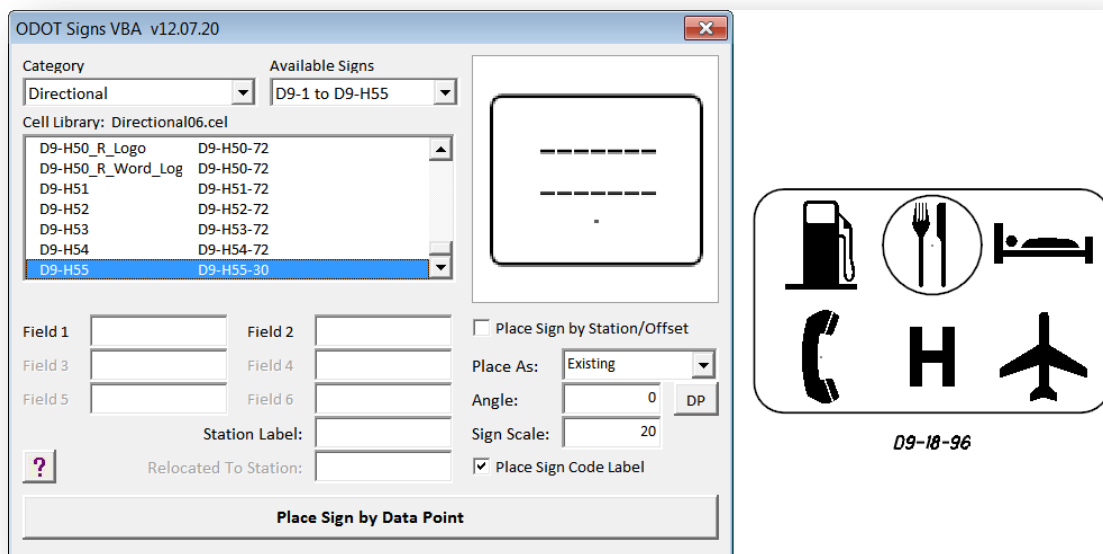 ODOT Signs VBA v12.07.20
Category Available Signs
Directional D9-1 to D9-H55
Cell Library: Directional06.cel
D9-H50_R_Logo D9-H50-72
D9-H50_R_Word_Log D9-H50-72
D9-H51 D9-H51-72
D9-H52 D9-H52-72
D9-H53 D9-H53-72
D9-H54 D9-H54-72
D9-H55 D9-H55-30
Field 1 Field 2 Place Sign by Station/Offset
Field 3 Field 4 Place As: Existing
Field 5 Field 6 Angle: 0 DP
Station Label: Sign Scale: 20
? Relocated To Station: Place Sign Code Label
Place Sign by Data Point
H
D9-18-96